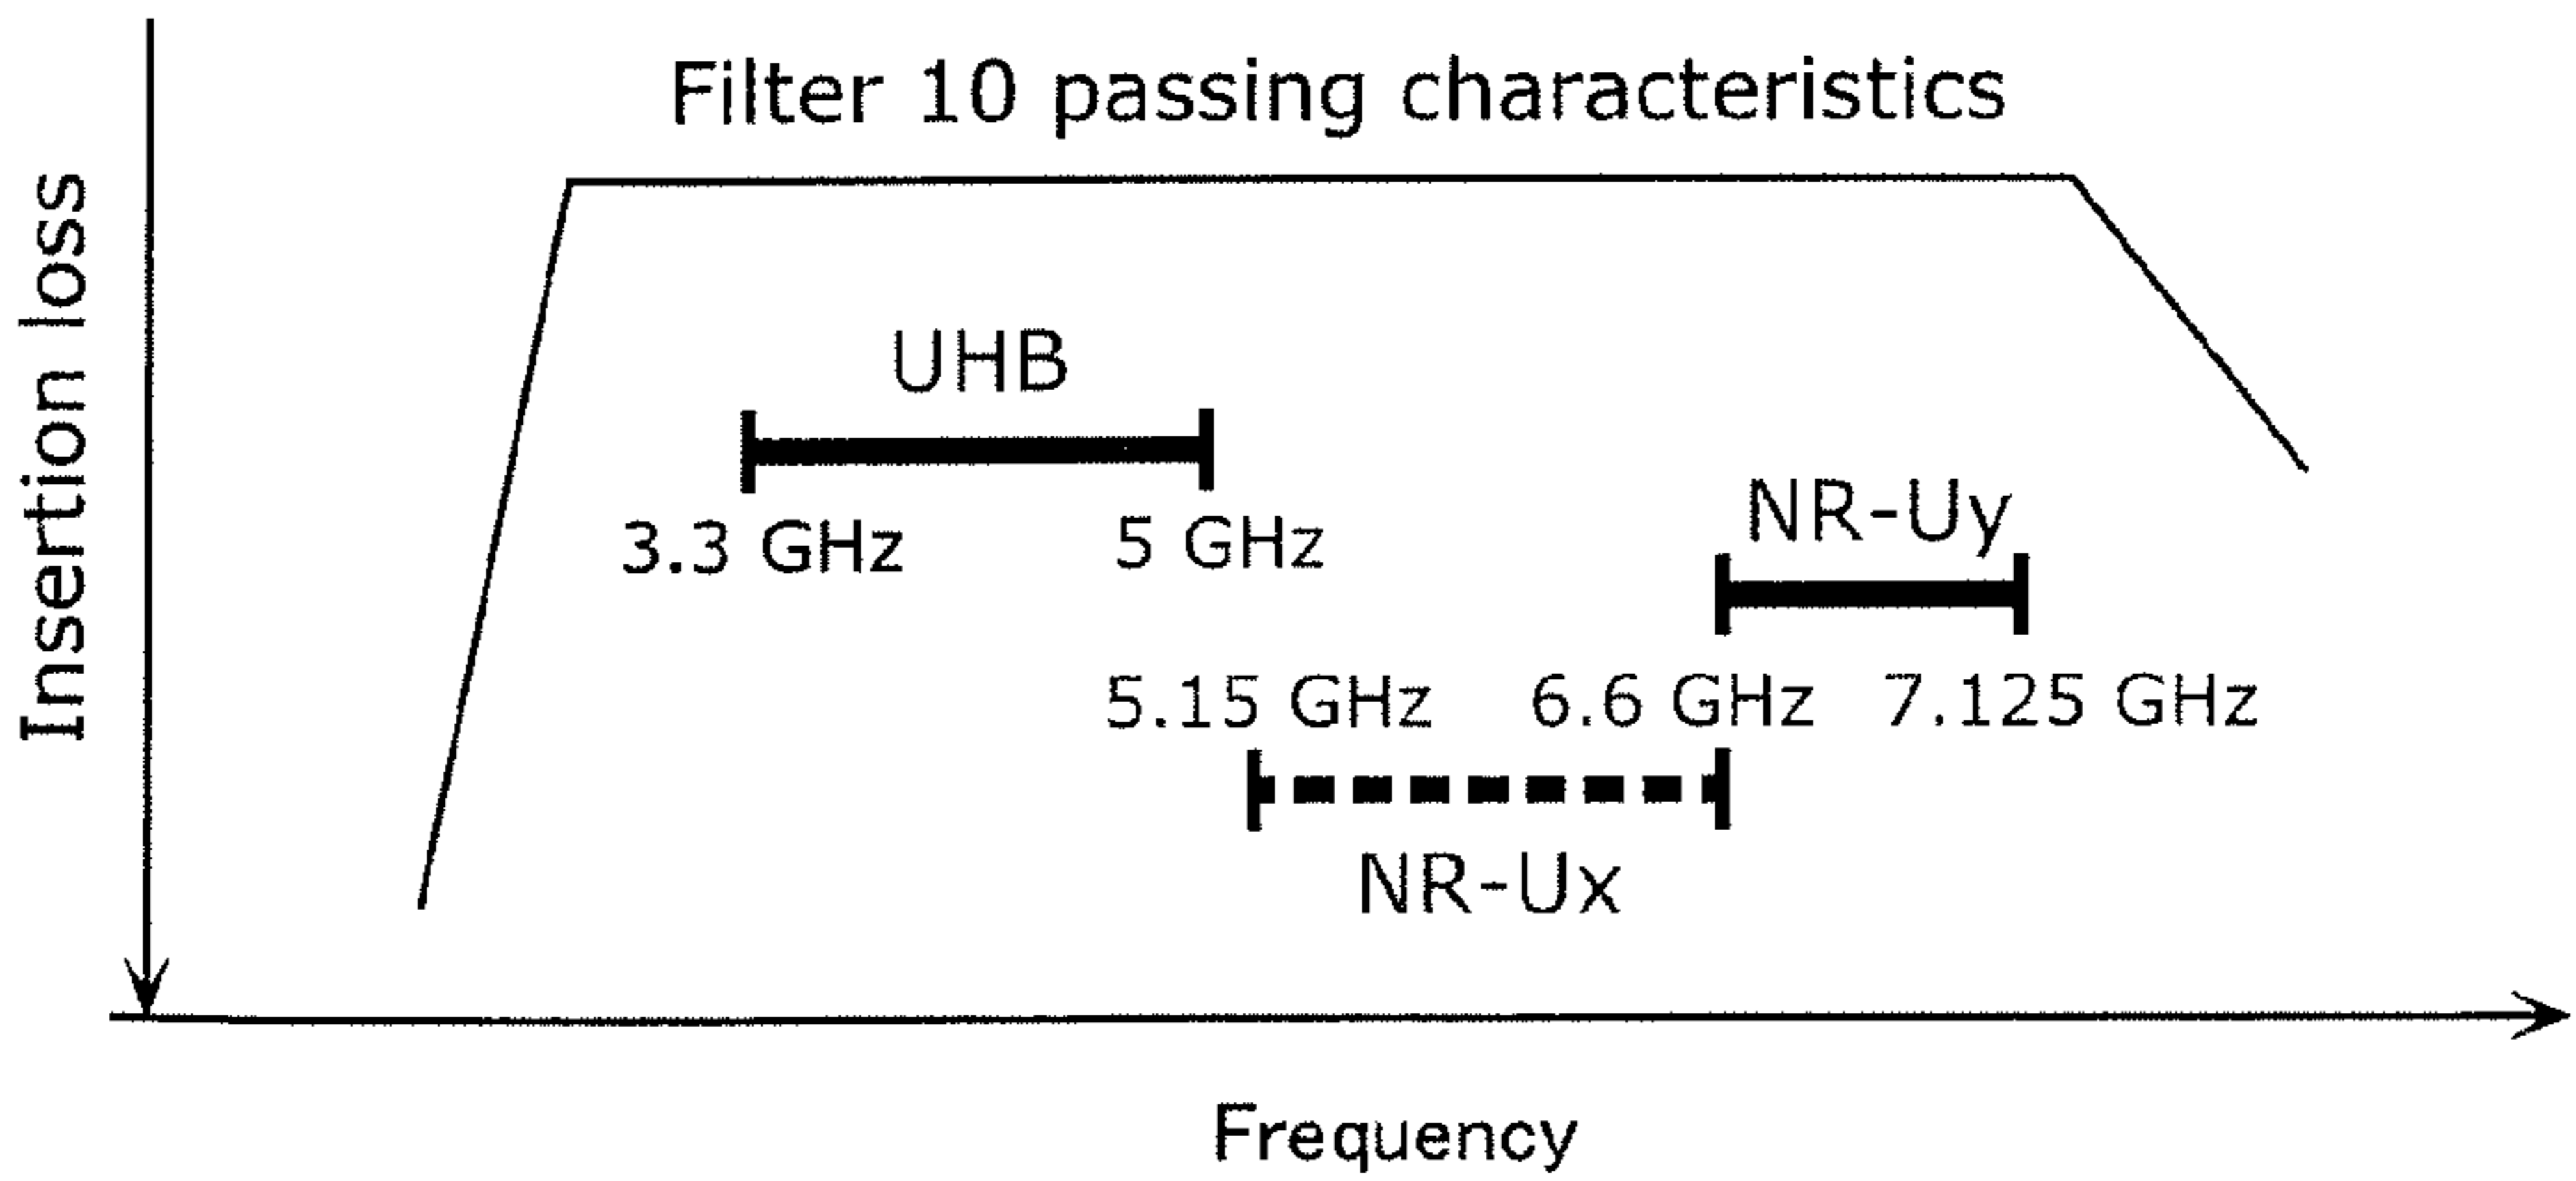 Filter 10 passing characteristics
Insertion loss
UHB
3.3 GHz
5 GHz
NR-Uy
5.15 GHz
6.6 GHz
7.125 GHz
NR-Ux
Frequency